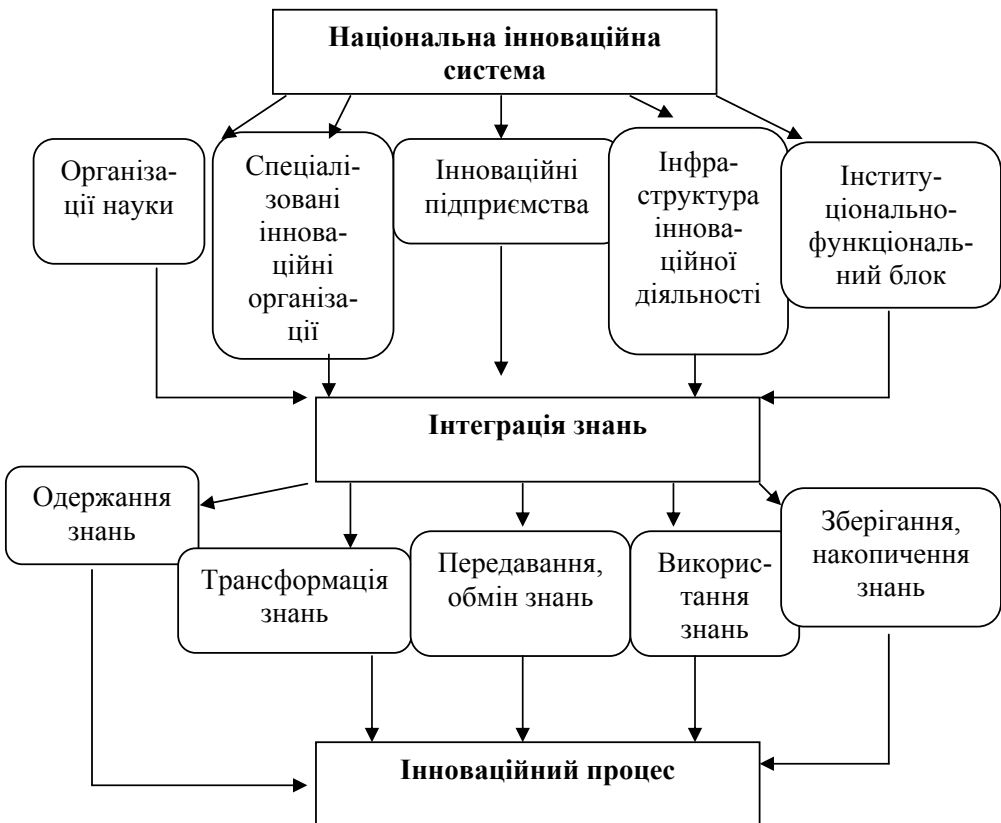 Національна інноваційна
система
Організа-
ції науки
Спеціалі-
зовані
іннова-
ційні
організа-
ції
Інноваційні
підприємства
Інфра-
структура
іннова-
ційної
діяльності
Інститу-
ціонально-
функціональ-
ний блок
Інтеграція знань
Одержання
знань
Трансформація
знань
Передавання,
обмін знань
Викорис-
тання
знань
Зберігання,
накопичення
знань
Інноваційний процес